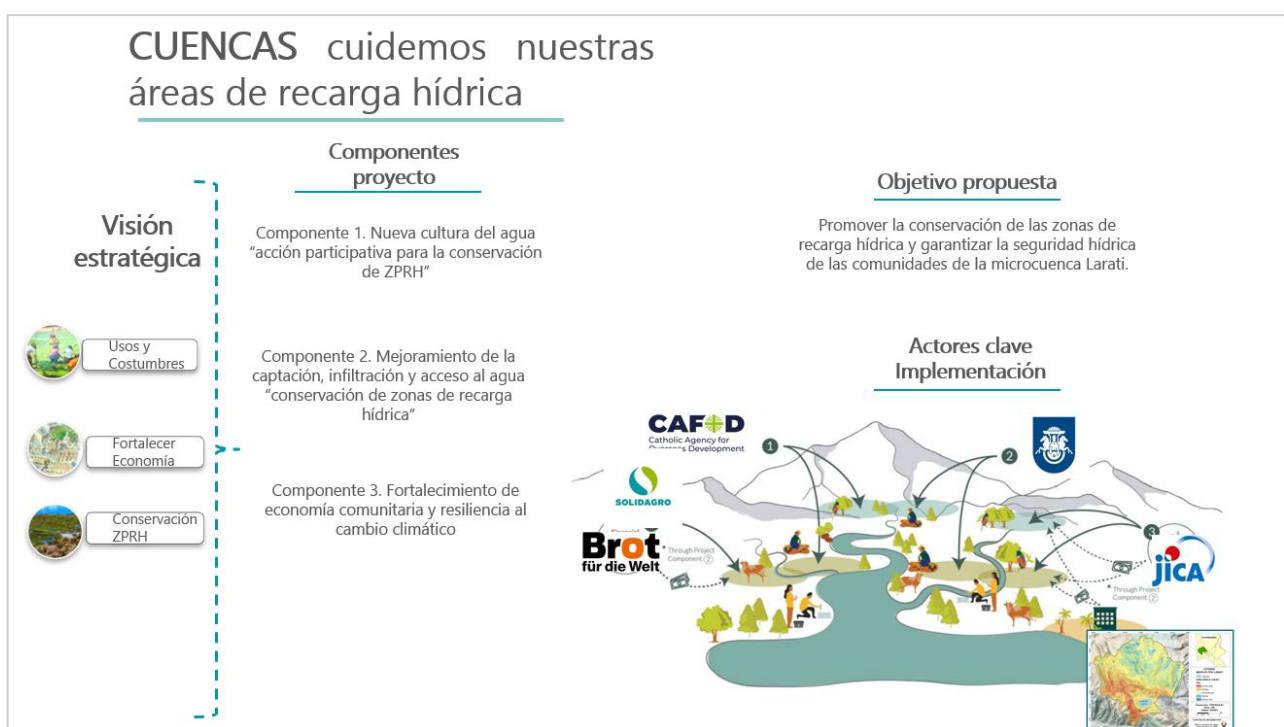 CUENCAS cuidemos nuestras
áreas de recarga hídrica
Componentes
proyecto
Visión
estratégica
Usos y
Costumbres
Fortalecer
Economía
Conservación
ZPRH
Componente 1. Nueva cultura del agua
“acción participativa para la conservación
de ZPRH”
Componente 2. Mejoramiento de la
captación, infiltración y acceso al agua
“conservación de zonas de recarga
hídrica”
Componente 3. Fortalecimiento de
economía comunitaria y resiliencia al
cambio climático
Objetivo propuesta
Promover la conservación de las zonas de
recarga hídrica y garantizar la seguridad hídrica
de las comunidades de la microcuenca Larati.
Actores clave
Implementación
CAFOD
Catholic Agency for
Development
1
2
SOLIDAGRO
Brot
für die Welt
* Through Project
Component 2
3
JICA
* Through Project
Component 2